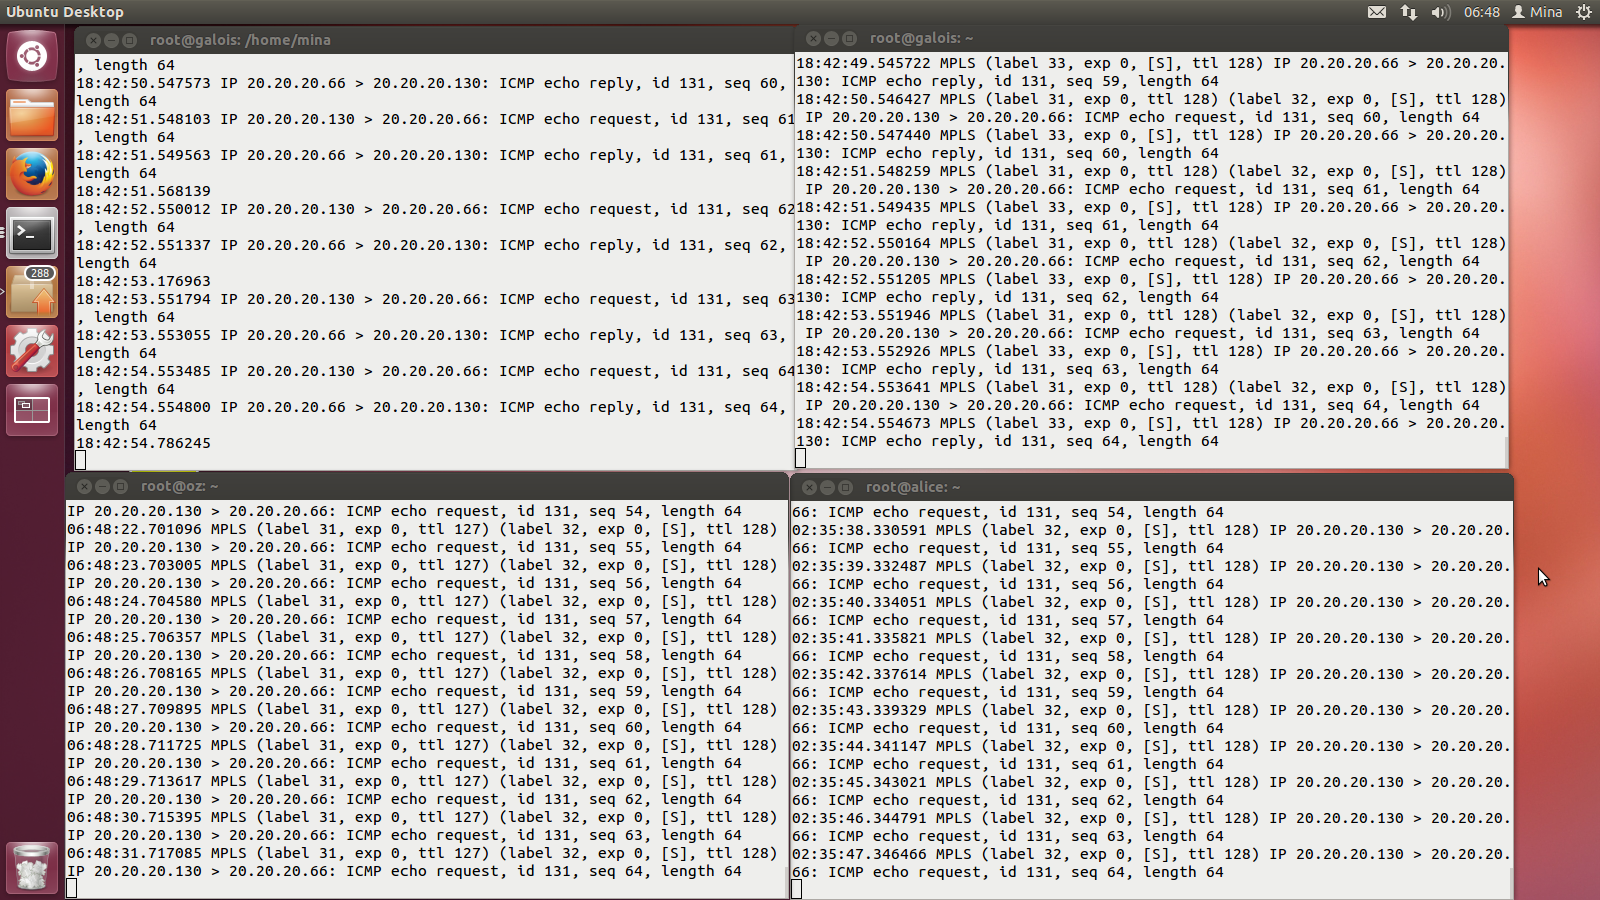 Ubuntu Desktop
06:48
Mina
288
root@galois: /home/mina
, length 64
18:42:50.547573 IP 20.20.20.66 > 20.20.20.130: ICMP echo reply, id 131, seq 60,
length 64
18:42:51.548103 IP 20.20.20.130 > 20.20.20.66: ICMP echo request, id 131, seq 61
, length 64
18:42:51.549563 IP 20.20.20.66 > 20.20.20.130: ICMP echo reply, id 131, seq 61,
length 64
18:42:51.568139
18:42:52.550012 IP 20.20.20.130 > 20.20.20.66: ICMP echo request, id 131, seq 62
, length 64
18:42:52.551337 IP 20.20.20.66 > 20.20.20.130: ICMP echo reply, id 131, seq 62,
length 64
18:42:53.176963
18:42:53.551794 IP 20.20.20.130 > 20.20.20.66: ICMP echo request, id 131, seq 63
, length 64
18:42:53.553055 IP 20.20.20.66 > 20.20.20.130: ICMP echo reply, id 131, seq 63,
length 64
18:42:54.553485 IP 20.20.20.130 > 20.20.20.66: ICMP echo request, id 131, seq 64
, length 64
18:42:54.554800 IP 20.20.20.66 > 20.20.20.130: ICMP echo reply, id 131, seq 64,
length 64
18:42:54.786245
root@galois: ~
18:42:49.545722 MPLS (label 33, exp 0, [S], ttl 128) IP 20.20.20.66 > 20.20.20.
130: ICMP echo reply, id 131, seq 59, length 64
18:42:50.546427 MPLS (label 31, exp 0, ttl 128) (label 32, exp 0, [S], ttl 128)
IP 20.20.20.130 > 20.20.20.66: ICMP echo request, id 131, seq 60, length 64
18:42:50.547440 MPLS (label 33, exp 0, [S], ttl 128) IP 20.20.20.66 > 20.20.20.
130: ICMP echo reply, id 131, seq 60, length 64
18:42:51.548259 MPLS (label 31, exp 0, ttl 128) (label 32, exp 0, [S], ttl 128)
IP 20.20.20.130 > 20.20.20.66: ICMP echo request, id 131, seq 61, length 64
18:42:51.549435 MPLS (label 33, exp 0, [S], ttl 128) IP 20.20.20.66 > 20.20.20.
130: ICMP echo reply, id 131, seq 61, length 64
18:42:52.550164 MPLS (label 31, exp 0, ttl 128) (label 32, exp 0, [S], ttl 128)
IP 20.20.20.130 > 20.20.20.66: ICMP echo request, id 131, seq 62, length 64
18:42:52.551205 MPLS (label 33, exp 0, [S], ttl 128) IP 20.20.20.66 > 20.20.20.
130: ICMP echo reply, id 131, seq 62, length 64
18:42:53.551946 MPLS (label 31, exp 0, ttl 128) (label 32, exp 0, [S], ttl 128)
IP 20.20.20.130 > 20.20.20.66: ICMP echo request, id 131, seq 63, length 64
18:42:53.552926 MPLS (label 33, exp 0, [S], ttl 128) IP 20.20.20.66 > 20.20.20.
130: ICMP echo reply, id 131, seq 63, length 64
18:42:54.553641 MPLS (label 31, exp 0, ttl 128) (label 32, exp 0, [S], ttl 128)
IP 20.20.20.130 > 20.20.20.66: ICMP echo request, id 131, seq 64, length 64
18:42:54.554673 MPLS (label 33, exp 0, [S], ttl 128) IP 20.20.20.66 > 20.20.20.
130: ICMP echo reply, id 131, seq 64, length 64
root@oz: ~
IP 20.20.20.130 > 20.20.20.66: ICMP echo request, id 131, seq 54, length 64
06:48:22.701096 MPLS (label 31, exp 0, ttl 127) (label 32, exp 0, [S], ttl 128)
IP 20.20.20.130 > 20.20.20.66: ICMP echo request, id 131, seq 55, length 64
06:48:23.703005 MPLS (label 31, exp 0, ttl 127) (label 32, exp 0, [S], ttl 128)
IP 20.20.20.130 > 20.20.20.66: ICMP echo request, id 131, seq 56, length 64
06:48:24.704580 MPLS (label 31, exp 0, ttl 127) (label 32, exp 0, [S], ttl 128)
IP 20.20.20.130 > 20.20.20.66: ICMP echo request, id 131, seq 57, length 64
06:48:25.706357 MPLS (label 31, exp 0, ttl 127) (label 32, exp 0, [S], ttl 128)
IP 20.20.20.130 > 20.20.20.66: ICMP echo request, id 131, seq 58, length 64
06:48:26.708165 MPLS (label 31, exp 0, ttl 127) (label 32, exp 0, [S], ttl 128)
IP 20.20.20.130 > 20.20.20.66: ICMP echo request, id 131, seq 59, length 64
06:48:27.709895 MPLS (label 31, exp 0, ttl 127) (label 32, exp 0, [S], ttl 128)
IP 20.20.20.130 > 20.20.20.66: ICMP echo request, id 131, seq 60, length 64
06:48:28.711725 MPLS (label 31, exp 0, ttl 127) (label 32, exp 0, [S], ttl 128)
IP 20.20.20.130 > 20.20.20.66: ICMP echo request, id 131, seq 61, length 64
06:48:29.713617 MPLS (label 31, exp 0, ttl 127) (label 32, exp 0, [S], ttl 128)
IP 20.20.20.130 > 20.20.20.66: ICMP echo request, id 131, seq 62, length 64
06:48:30.715395 MPLS (label 31, exp 0, ttl 127) (label 32, exp 0, [S], ttl 128)
IP 20.20.20.130 > 20.20.20.66: ICMP echo request, id 131, seq 63, length 64
06:48:31.717085 MPLS (label 31, exp 0, ttl 127) (label 32, exp 0, [S], ttl 128)
IP 20.20.20.130 > 20.20.20.66: ICMP echo request, id 131, seq 64, length 64
root@alice: ~
66: ICMP echo request, id 131, seq 54, length 64
02:35:38.330591 MPLS (label 32, exp 0, [S], ttl 128) IP 20.20.20.130 > 20.20.20.
66: ICMP echo request, id 131, seq 55, length 64
02:35:39.332487 MPLS (label 32, exp 0, [S], ttl 128) IP 20.20.20.130 > 20.20.20.
66: ICMP echo request, id 131, seq 56, length 64
02:35:40.334051 MPLS (label 32, exp 0, [S], ttl 128) IP 20.20.20.130 > 20.20.20.
66: ICMP echo request, id 131, seq 57, length 64
02:35:41.335821 MPLS (label 32, exp 0, [S], ttl 128) IP 20.20.20.130 > 20.20.20.
66: ICMP echo request, id 131, seq 58, length 64
02:35:42.337614 MPLS (label 32, exp 0, [S], ttl 128) IP 20.20.20.130 > 20.20.20.
66: ICMP echo request, id 131, seq 59, length 64
02:35:43.339329 MPLS (label 32, exp 0, [S], ttl 128) IP 20.20.20.130 > 20.20.20.
66: ICMP echo request, id 131, seq 60, length 64
02:35:44.341147 MPLS (label 32, exp 0, [S], ttl 128) IP 20.20.20.130 > 20.20.20.
66: ICMP echo request, id 131, seq 61, length 64
02:35:45.343021 MPLS (label 32, exp 0, [S], ttl 128) IP 20.20.20.130 > 20.20.20.
66: ICMP echo request, id 131, seq 62, length 64
02:35:46.344791 MPLS (label 32, exp 0, [S], ttl 128) IP 20.20.20.130 > 20.20.20.
66: ICMP echo request, id 131, seq 63, length 64
02:35:47.346466 MPLS (label 32, exp 0, [S], ttl 128) IP 20.20.20.130 > 20.20.20.
66: ICMP echo request, id 131, seq 64, length 64